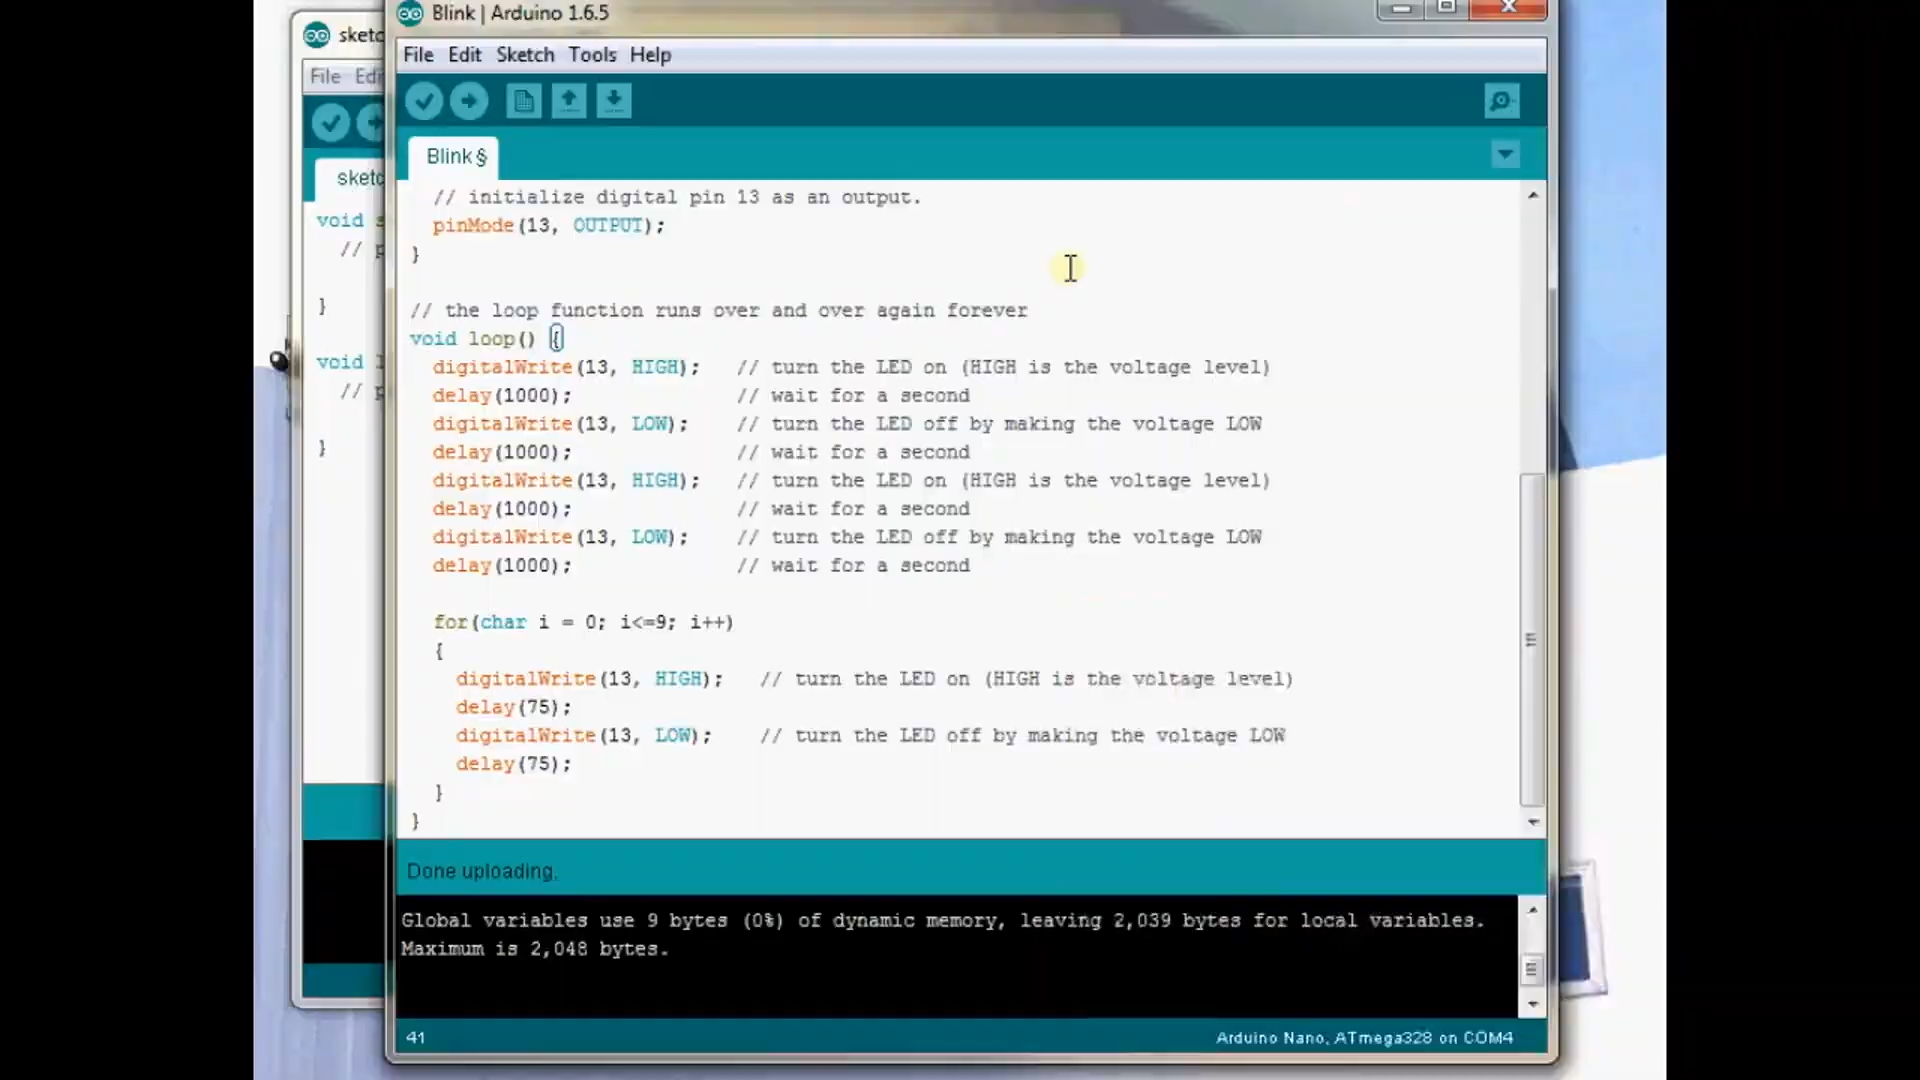 sketc
File Edi
sketc
void s
// p
}
void l
// p
}
Blink | Arduino 1.6.5
File Edit Sketch Tools Help
Blink§
// initialize digital pin 13 as an output.
pinMode(13, OUTPUT);
}
// the loop function runs over and over again forever
void loop() {
digitalWrite(13, HIGH); // turn the LED on (HIGH is the voltage level)
delay(1000); // wait for a second
digitalWrite(13, LOW); // turn the LED off by making the voltage LOW
delay(1000); // wait for a second
digitalWrite(13, HIGH); // turn the LED on (HIGH is the voltage level)
delay(1000); // wait for a second
digitalWrite(13, LOW); // turn the LED off by making the voltage LOW
delay(1000); // wait for a second
for(char i = 0; i<=9; i++)
{
digitalWrite(13, HIGH); // turn the LED on (HIGH is the voltage level)
delay(75);
digitalWrite(13, LOW); // turn the LED off by making the voltage LOW
delay(75);
}
}
Done uploading.
Global variables use 9 bytes (0%) of dynamic memory, leaving 2,039 bytes for local variables.
Maximum is 2,048 bytes.
41 Arduino Nano, ATmega328 on COM4